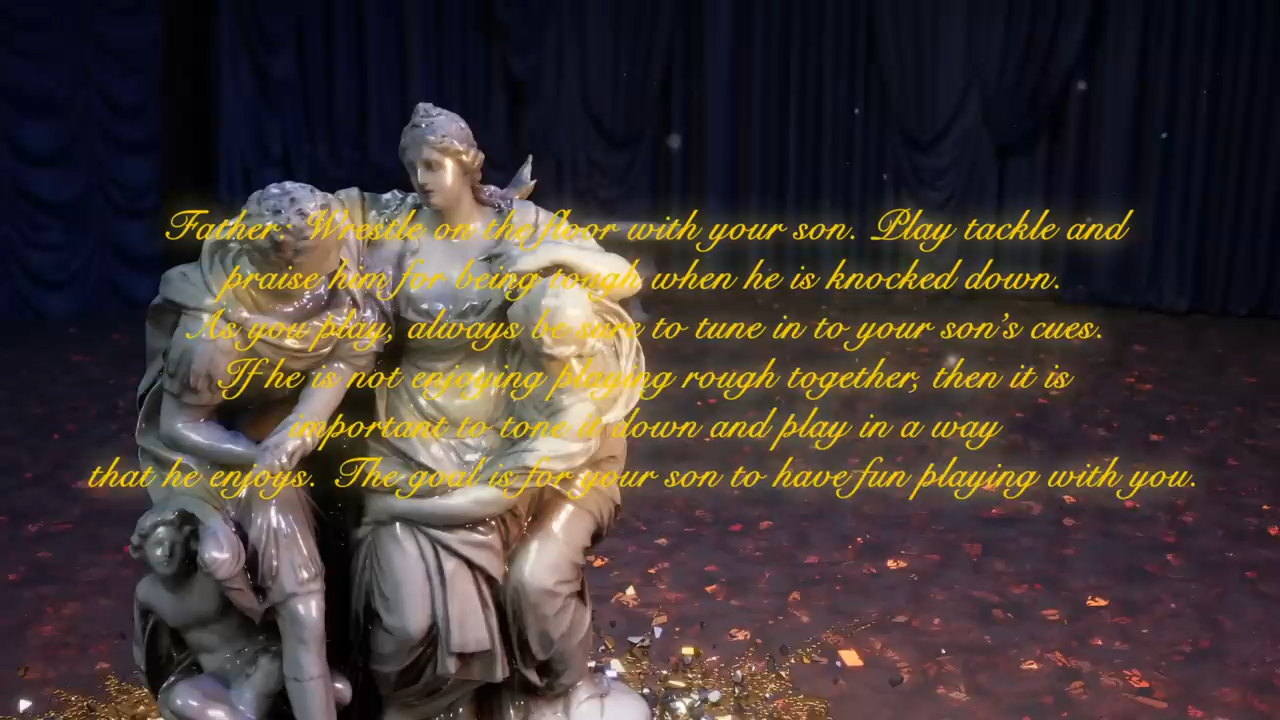 Father: Wrestle on the floor with your son. Play tackle and
praise him for being tough when he is knocked down.
As you play, always be sure to tune in to your son's cues.
If he is not enjoying playing rough together, then it is
important to tone it down and play in a way
that he enjoys. The goal is for your son to have fun playing with you.